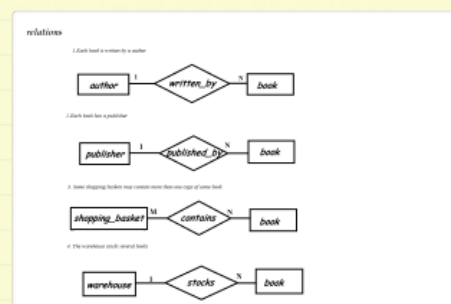 relations
1.Each book is written by a author
author 1 written_by N book
2.Each book has a publisher
publisher 1 published_by N book
3. Some shopping basket may contain more than one copy of same book
shopping_basket M contains N book
4. The warehouse stock several books
warehouse 1 stocks N book